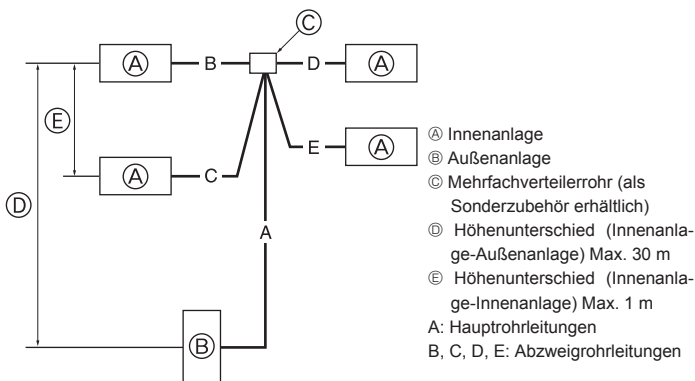 Ⓒ
Ⓐ B D Ⓐ
Ⓔ
Ⓐ C E Ⓐ
Ⓓ
A
Ⓑ
Ⓐ Innenanlage
Ⓑ Außenanlage
Ⓒ Mehrfachverteilerrohr (als
Sonderzubehör erhältlich)
Ⓓ Höhenunterschied (Innenanla-
ge-Außenanlage) Max. 30 m
Ⓔ Höhenunterschied (Innenanla-
ge-Innenanlage) Max. 1 m
A: Hauptrohrleitungen
B, C, D, E: Abzweigrohrleitungen